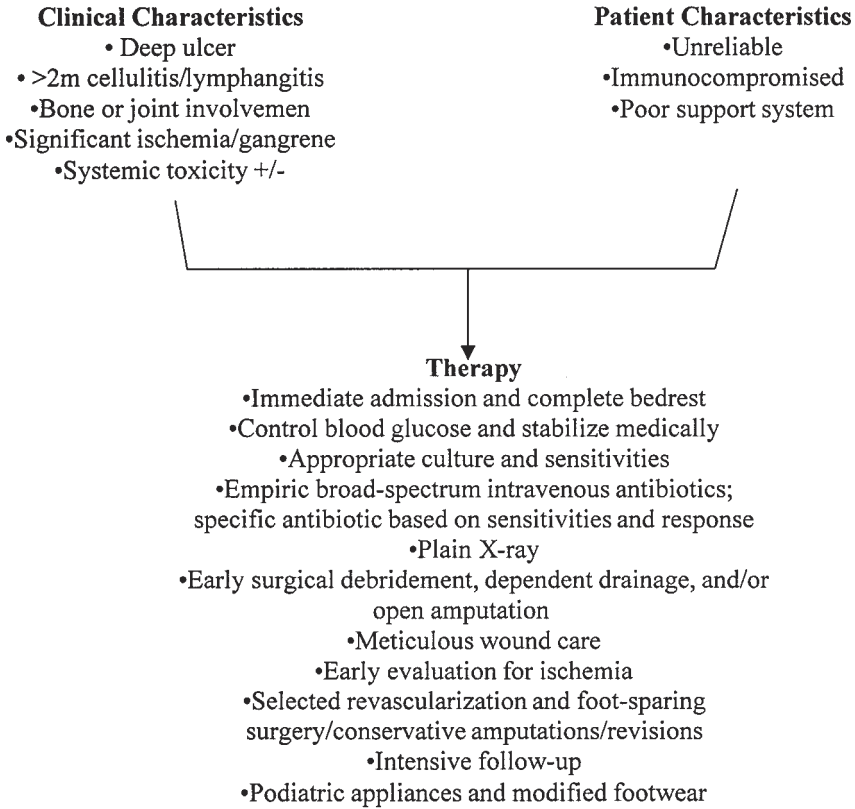 Clinical Characteristics
• Deep ulcer
• >2m cellulitis/lymphangitis
•Bone or joint involvemen
•Significant ischemia/gangrene
•Systemic toxicity +/-
Patient Characteristics
•Unreliable
•Immunocompromised
•Poor support system
Therapy
•Immediate admission and complete bedrest
•Control blood glucose and stabilize medically
•Appropriate culture and sensitivities
•Empiric broad-spectrum intravenous antibiotics;
specific antibiotic based on sensitivities and response
•Plain X-ray
•Early surgical debridement, dependent drainage, and/or
open amputation
•Meticulous wound care
•Early evaluation for ischemia
•Selected revascularization and foot-sparing
surgery/conservative amputations/revisions
•Intensive follow-up
•Podiatric appliances and modified footwear